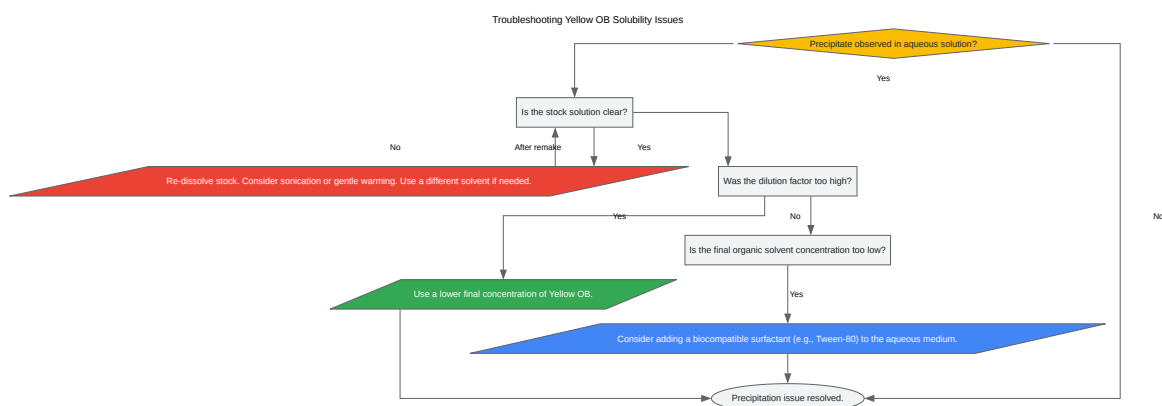 Troubleshooting Yellow OB Solubility Issues
Precipitate observed in aqueous solution?
Yes
Is the stock solution clear?
No
After remake
Yes
Re-dissolve stock. Consider sonication or gentle warming. Use a different solvent if needed.
Was the dilution factor too high?
Yes
No
No
Is the final organic solvent concentration too low?
Use a lower final concentration of Yellow OB.
Yes
Consider adding a biocompatible surfactant (e.g., Tween-80) to the aqueous medium.
Precipitation issue resolved.